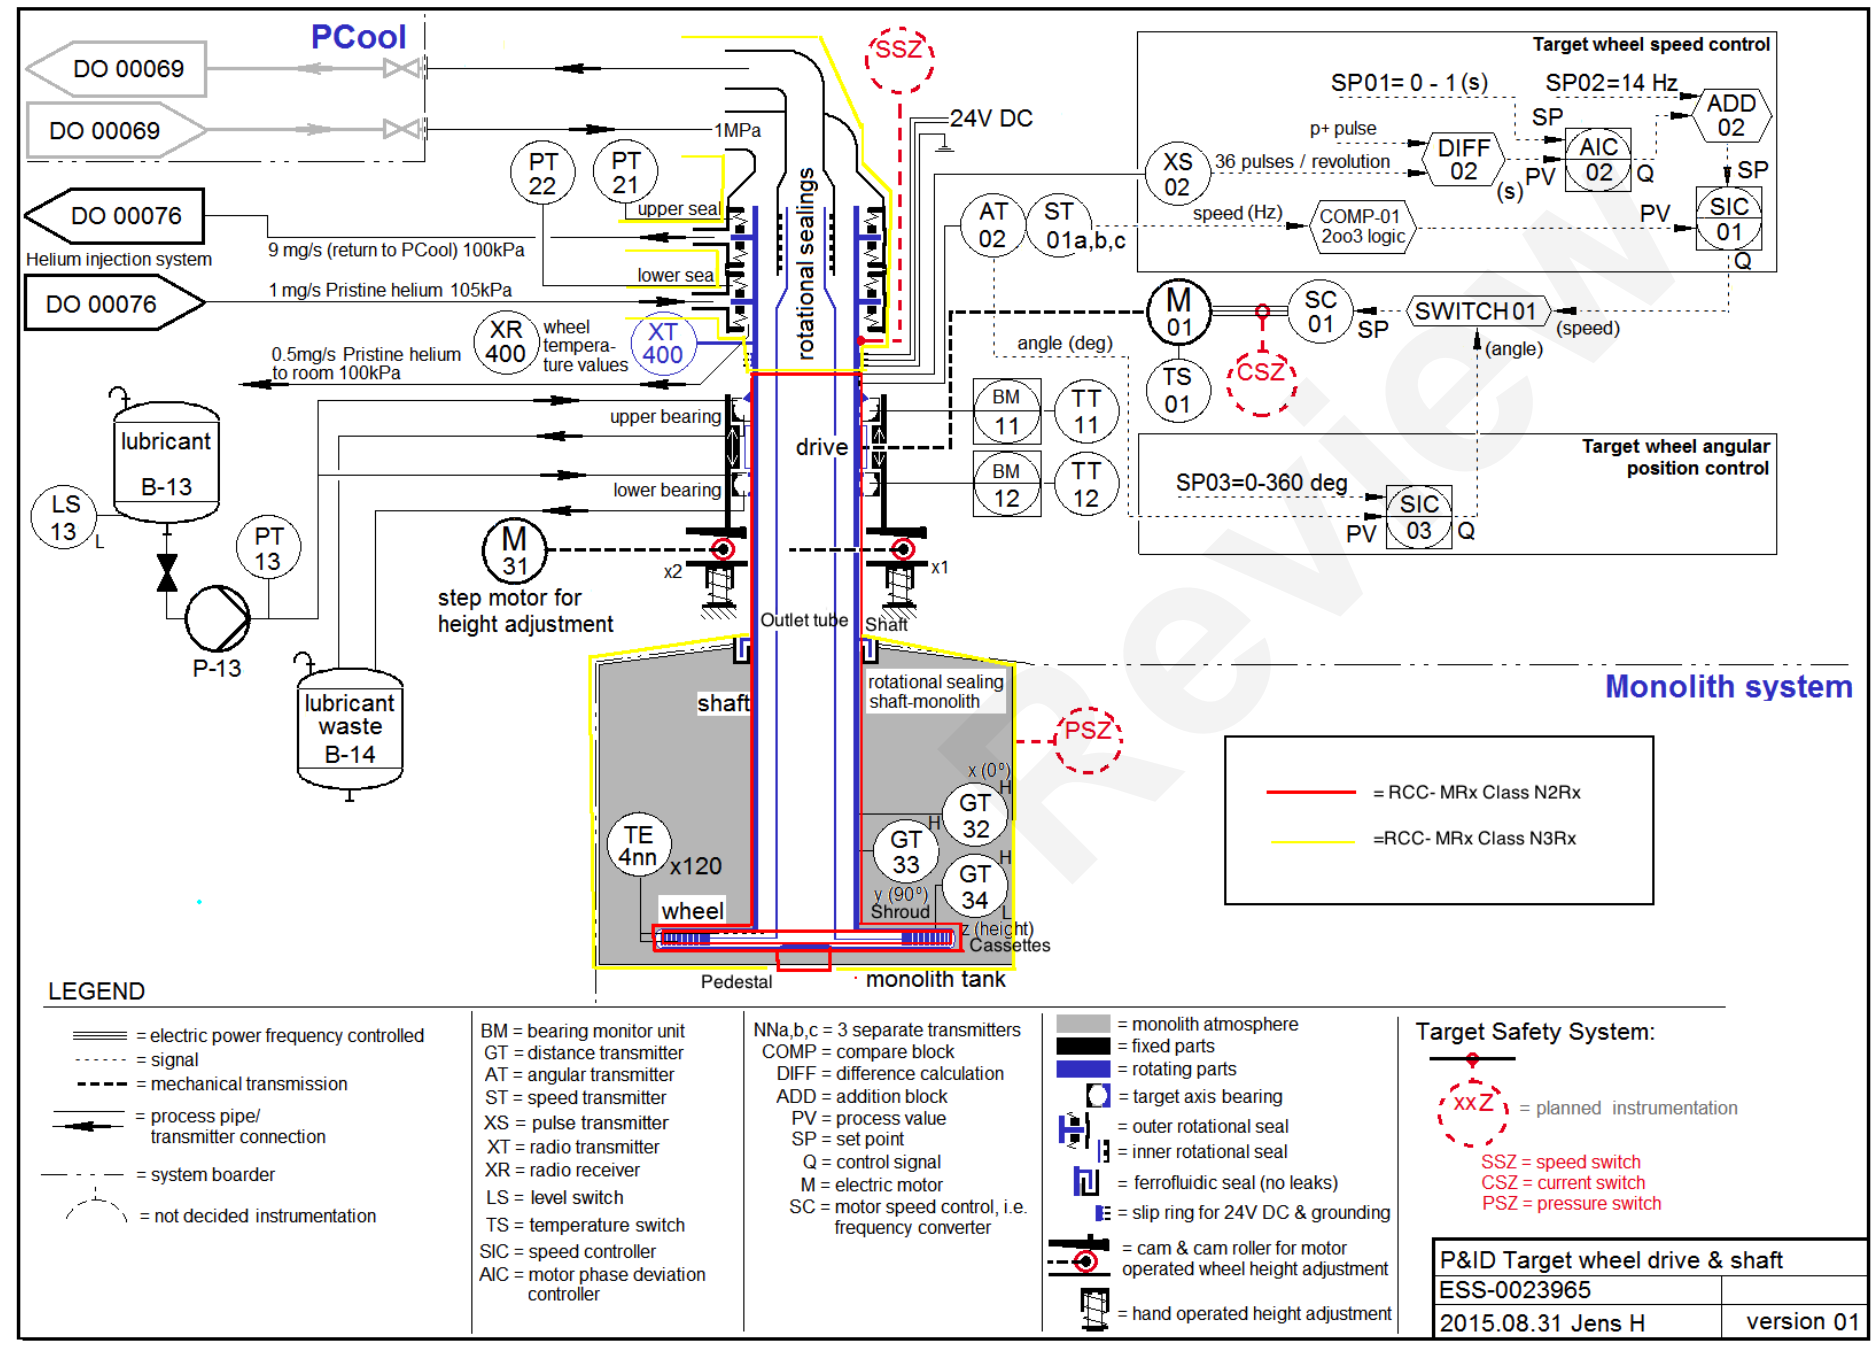 PCool
DO 00069
DO 00069
1MPa
SSZ
24V DC
Target wheel speed control
SP01= 0 - 1 (s)
SP02=14 Hz
ADD
02
SP
p+ pulse
36 pulses / revolution
DIFF
02
(s)
PV
AIC
02
Q
SP
XS
02
PV
SIC
01
Q
AT
02
ST
01a,b,c
speed (Hz)
COMP-01
2oo3 logic
PT
22
PT
21
upper seal
DO 00076
9 mg/s (return to PCool) 100kPa
Helium injection system
lower sea
DO 00076
1 mg/s Pristine helium 105kPa
rotational sealings
XR
400
wheel
tempera-
ture values
XT
400
0.5mg/s Pristine helium
to room 100kPa
M
01
SC
01
SP
SWITCH 01
(speed)
(angle)
angle (deg)
CSZ
TS
01
upper bearing
lower bearing
drive
BM
11
TT
11
BM
12
TT
12
Target wheel angular
position control
SP03=0-360 deg
PV
SIC
03
Q
lubricant
B-13
LS
13
L
PT
13
P-13
M
31
step motor for
height adjustment
x2
x1
Outlet tube
Shaft
lubricant
waste
B-14
shaft
rotational sealing
shaft-monolith
Monolith system
PSZ
x (0º)
H
GT
32
H
GT
33
y (90º)
H
GT
34
L
z (height)
Shroud
Cassettes
TE
4nn
x120
wheel
Pedestal
monolith tank
= RCC- MRx Class N2Rx
=RCC- MRx Class N3Rx
Review
LEGEND
= electric power frequency controlled
= signal
= mechanical transmission
= process pipe/
transmitter connection
= system boarder
= not decided instrumentation
BM = bearing monitor unit
GT = distance transmitter
AT = angular transmitter
ST = speed transmitter
XS = pulse transmitter
XT = radio transmitter
XR = radio receiver
LS = level switch
TS = temperature switch
SIC = speed controller
AIC = motor phase deviation
controller
NNa,b,c = 3 separate transmitters
COMP = compare block
DIFF = difference calculation
ADD = addition block
PV = process value
SP = set point
Q = control signal
M = electric motor
SC = motor speed control, i.e.
frequency converter
= monolith atmosphere
= fixed parts
= rotating parts
= target axis bearing
= outer rotational seal
= inner rotational seal
= ferrofluidic seal (no leaks)
= slip ring for 24V DC & grounding
= cam & cam roller for motor
operated wheel height adjustment
= hand operated height adjustment
Target Safety System:
xxZ
= planned instrumentation
SSZ = speed switch
CSZ = current switch
PSZ = pressure switch
P&ID Target wheel drive & shaft
ESS-0023965
2015.08.31 Jens H
version 01